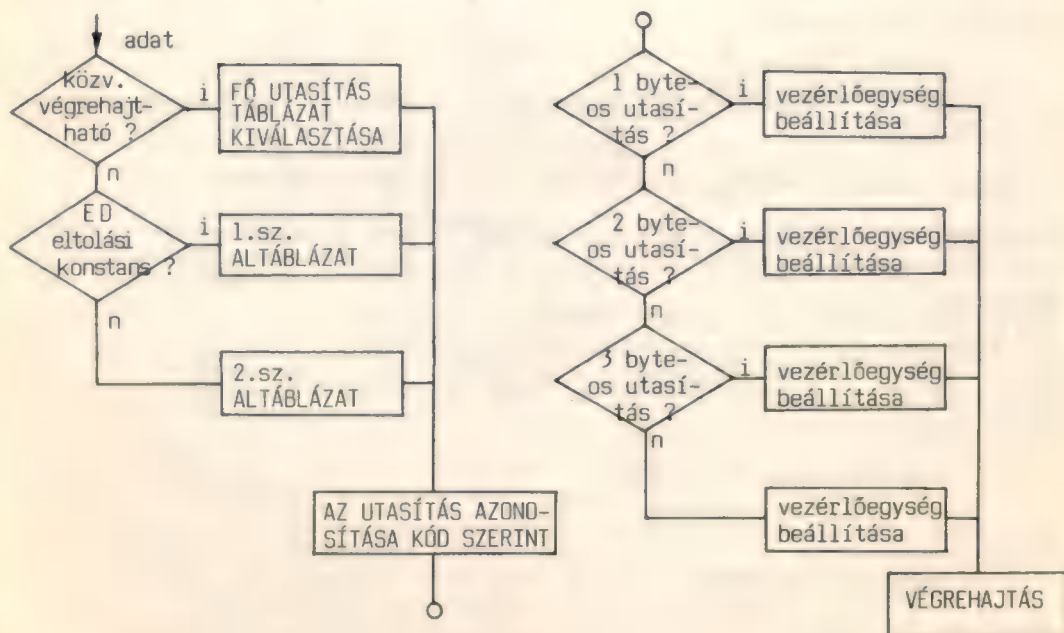 adat
közv.
végrehajt-
ható ?
i
FŐ UTASÍTÁS
TÁBLÁZAT
KIVÁLASZTÁSA
n
ED
eltolási
konstans ?
i
1.sz.
ALTÁBLÁZAT
n
2.sz.
ALTÁBLÁZAT
AZ UTASÍTÁS AZONO-
SÍTÁSA KÓD SZERINT
1 byte-
os utasí-
tás ?
i
vezérlőegység
beállítása
n
2 byte-
os utasí-
tás ?
i
vezérlőegység
beállítása
n
3 byte-
os utasí-
tás ?
i
vezérlőegység
beállítása
n
vezérlőegység
beállítása
VÉGREHAJTÁS